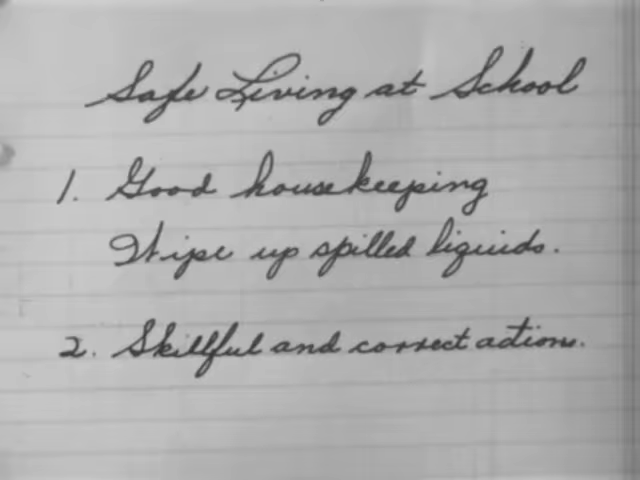 Safe Living at School
1. Good housekeeping
Wipe up spilled liquids.
2. Skillful and correct actions.